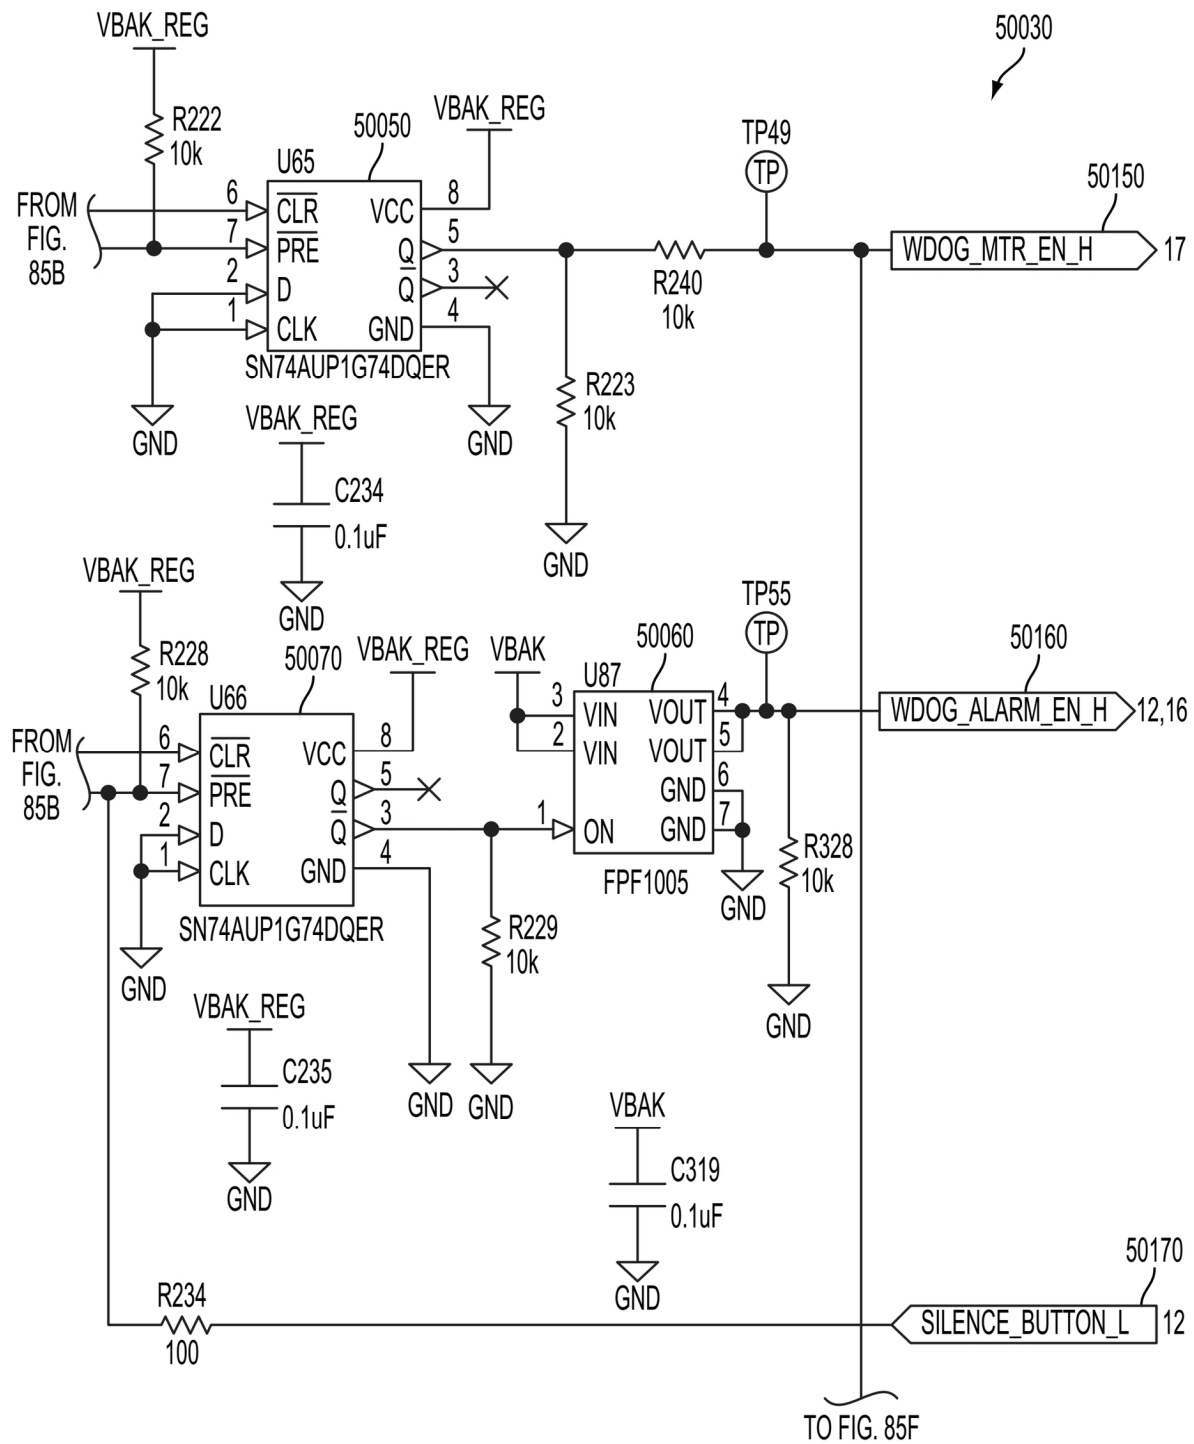 VBAK_REG
50030
R222
10k
50050
VBAK_REG
TP49
TP
U65
50150
FROM
FIG.
85B
6
7
2
1
CLR
PRE
D
CLK
VCC
Q
Q
GND
8
5
3
4
R240
10k
WDOG_MTR_EN_H
17
SN74AUP1G74DQER
GND
GND
R223
10k
GND
VBAK_REG
C234
0.1uF
GND
VBAK_REG
R228
10k
50070
VBAK_REG
VBAK
50060
TP55
TP
U66
U87
50160
FROM
FIG.
85B
6
7
2
1
CLR
PRE
D
CLK
VCC
Q
Q
GND
8
5
3
4
3
2
1
VIN
VIN
ON
VOUT
VOUT
GND
GND
4
5
6
7
WDOG_ALARM_EN_H
12,16
SN74AUP1G74DQER
FPF1005
GND
R328
10k
GND
GND
R229
10k
GND
GND
VBAK_REG
C235
0.1uF
GND
VBAK
C319
0.1uF
GND
R234
100
50170
SILENCE_BUTTON_L
12
TO FIG. 85F